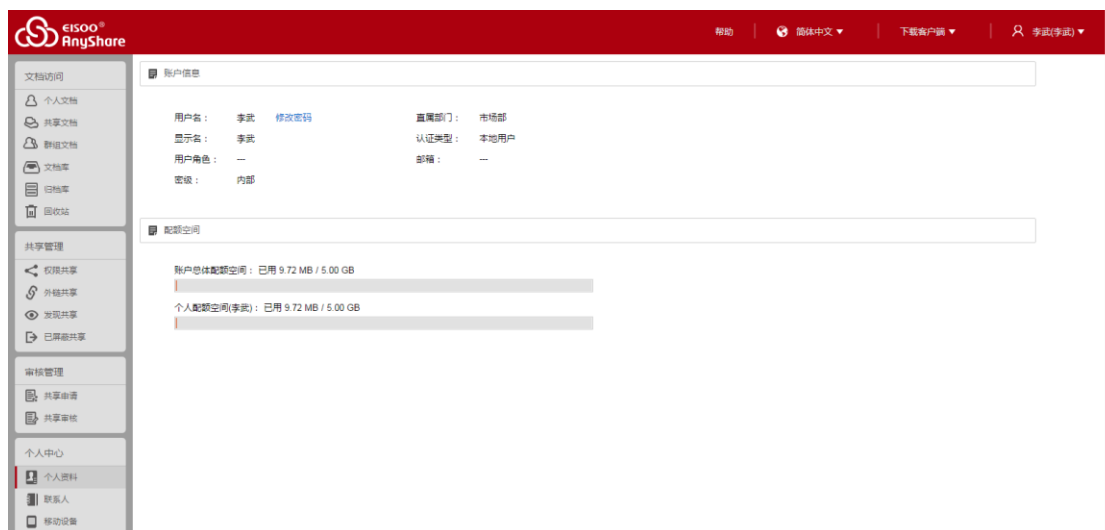 EISOO®
AnyShare
帮助
简体中文
下载客户端
李武(李武)
文档访问
个人文档
共享文档
群组文档
文档库
归档库
回收站
共享管理
权限共享
外链共享
发现共享
已屏蔽共享
审核管理
共享申请
共享审核
个人中心
个人资料
联系人
移动设备
账户信息
用户名： 李武 修改密码 直属部门： 市场部
显示名： 李武 认证类型： 本地用户
用户角色： --- 邮箱： ---
密级： 内部
配额空间
账户总体配额空间： 已用 9.72 MB / 5.00 GB
个人配额空间(李武)： 已用 9.72 MB / 5.00 GB